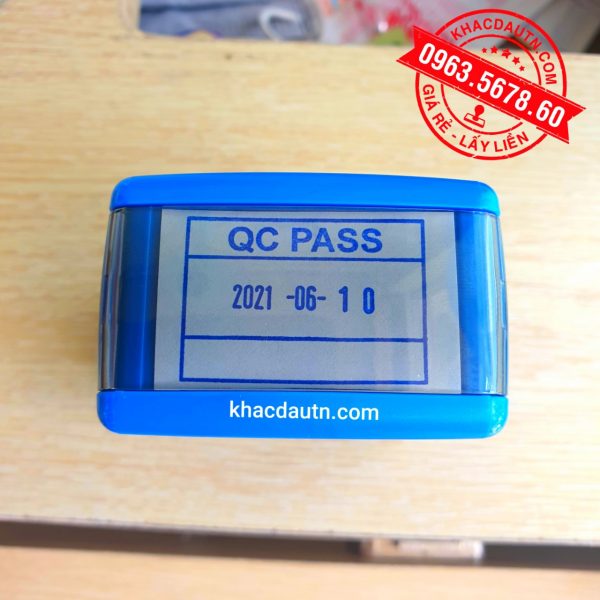 KHACDAUTN.COM
0963.5678.60
GIÁ RẺ - LẤY LIỀN
QC PASS
2021 -06- 1 0
khacdautn.com